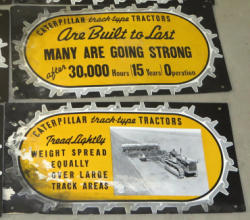 CATERPILLAR track-type TRACTORS
Are Built to Last
MANY ARE GOING STRONG
after 30,000 Hours 15 Years Operation
CATERPILLAR track-type TRACTORS
Tread Lightly
WEIGHT SPREAD
EQUALLY
OVER LARGE
TRACK AREAS